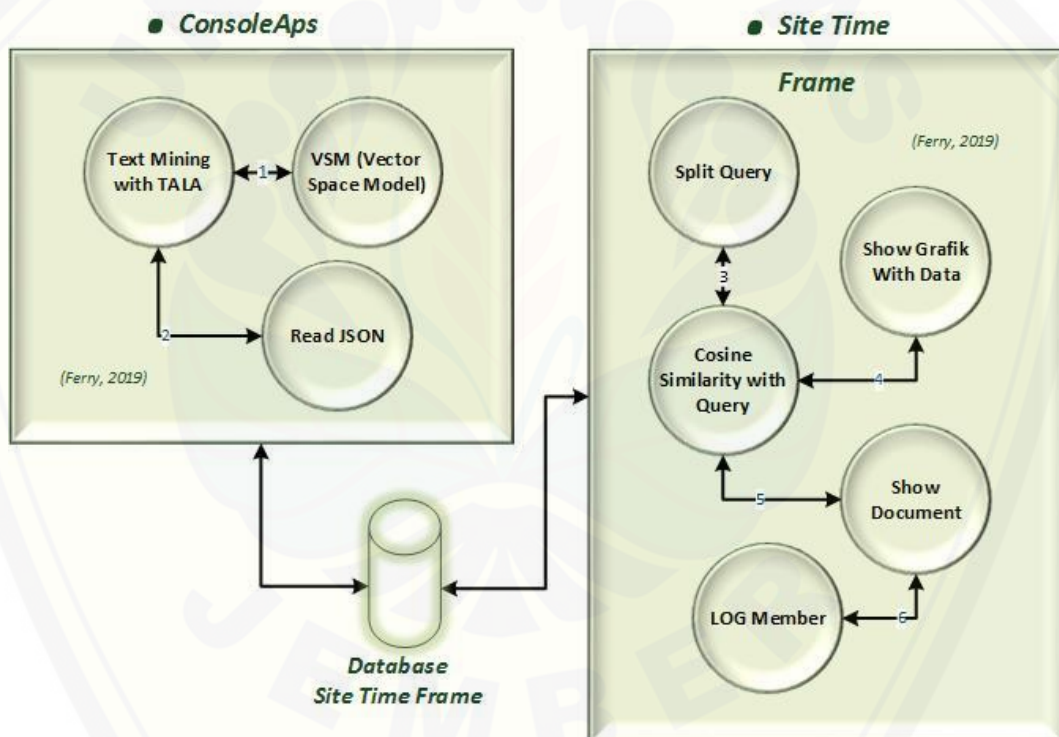 ConsoleAps
Text Mining
with TALA
1
VSM (Vector
Space Model)
2
Read JSON
(Ferry, 2019)
Database
Site Time Frame
Site Time
Frame
(Ferry, 2019)
Split Query
3
Show Grafik
With Data
Cosine
Similarity with
Query
4
5
Show
Document
LOG Member
6
JEMBER